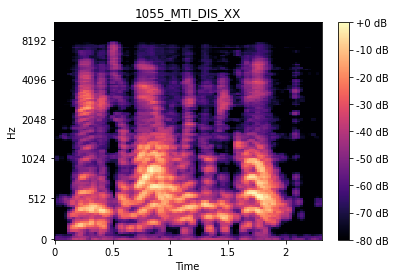 1055_MTI_DIS_XX
+0 dB
8192
-10 dB
4096
-20 dB
-30 dB
2048
Hz
-40 dB
1024
-50 dB
512
-60 dB
-70 dB
0
-80 dB
0 0.5 1 1.5 2
Time